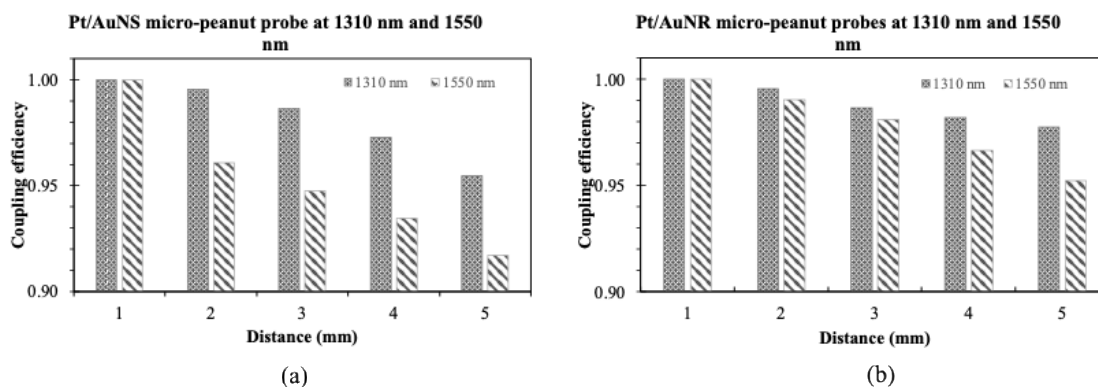 Pt/AuNS micro-peanut probe at 1310 nm and 1550
nm
1310 nm 1550 nm
1.00
0.95
0.90
Coupling efficiency
1 2 3 4 5
Distance (mm)
(a)
Pt/AuNR micro-peanut probes at 1310 nm and 1550
nm
1310 nm 1550 nm
1.00
0.95
0.90
Coupling efficiency
1 2 3 4 5
Distance (mm)
(b)